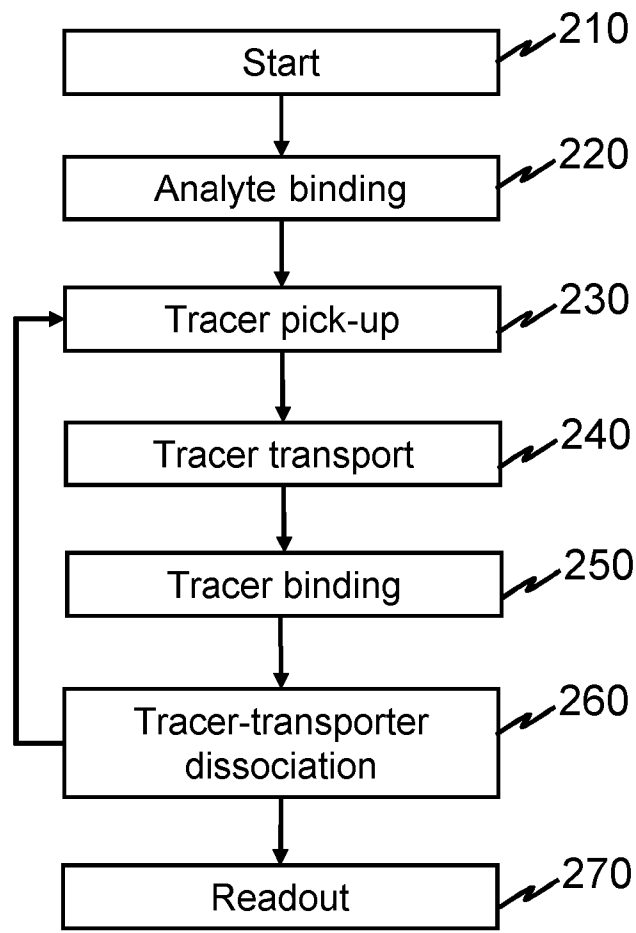 210
Start
220
Analyte binding
230
Tracer pick-up
240
Tracer transport
250
Tracer binding
260
Tracer-transporter
dissociation
270
Readout